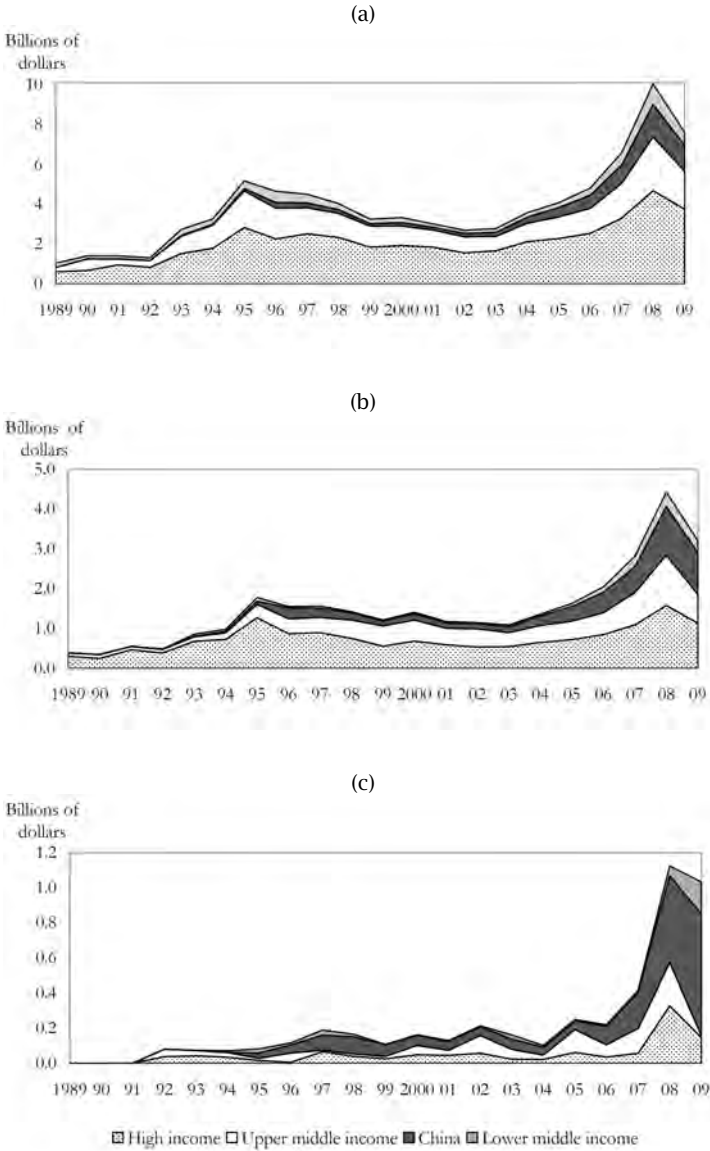 (a)
Billions of
dollars
10
8
6
4
2
0
1989 90 91 92 93 94 95 96 97 98 99 2000 01 02 03 04 05 06 07 08 09
(b)
Billions of
dollars
5.0
4.0
3.0
2.0
1.0
0.0
1989 90 91 92 93 94 95 96 97 98 99 2000 01 02 03 04 05 06 07 08 09
(c)
Billions of
dollars
1.2
1.0
0.8
0.6
0.4
0.2
0.0
1989 90 91 92 93 94 95 96 97 98 99 2000 01 02 03 04 05 06 07 08 09
High income Upper middle income China Lower middle income